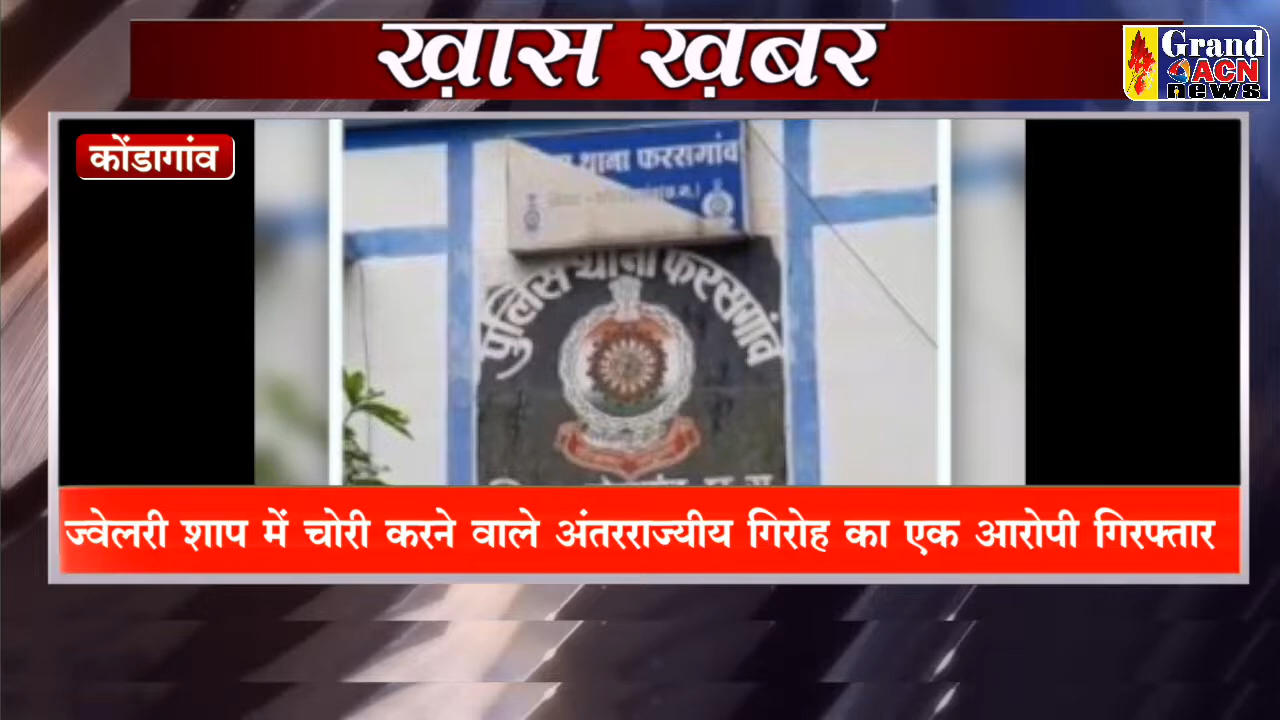 ख़ास ख़बर
Grand
ACN
news
कोंडागांव
थाना फरसगांव
पुलिस थाना फरसगांव
ज्वेलरी शाप में चोरी करने वाले अंतरराज्यीय गिरोह का एक आरोपी गिरफ्तार